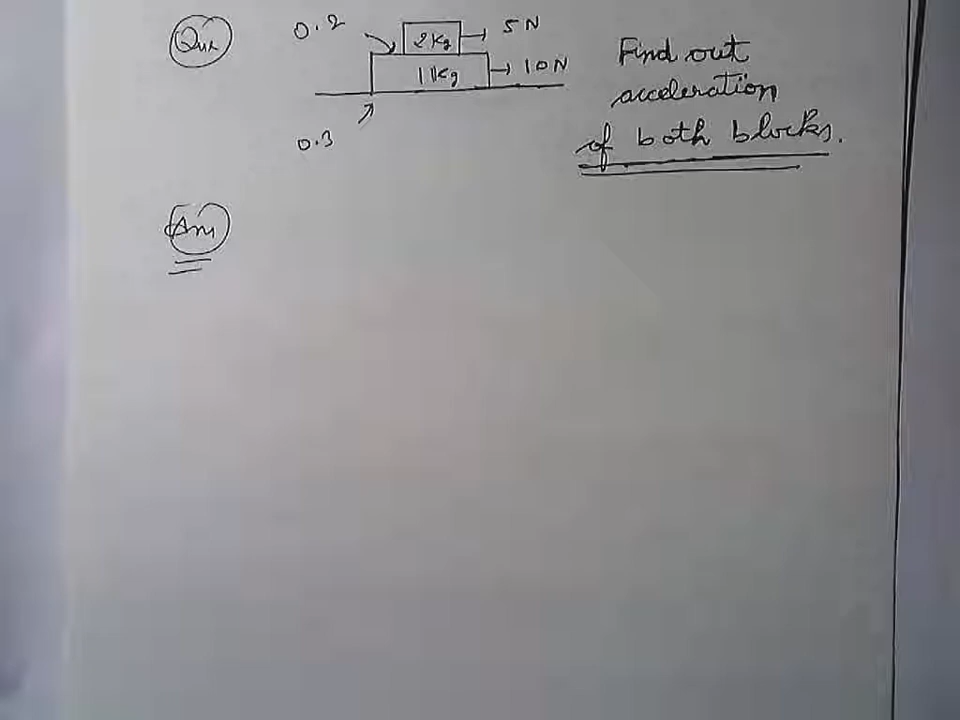 Que
0.2
2 Kg
5 N
1 Kg
10 N
0.3
Find out
acceleration
of both blocks.
Ans